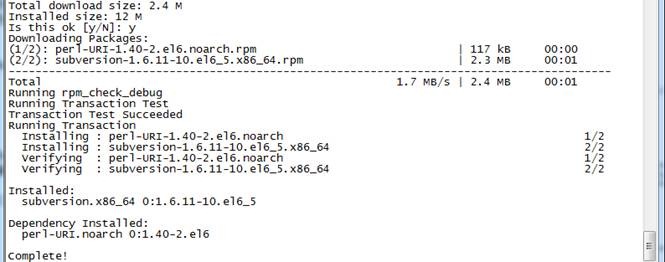 Total download size: 2.4 M
Installed size: 12 M
Is this ok [y/N]: y
Downloading Packages:
(1/2): perl-URI-1.40-2.el6.noarch.rpm | 117 kB 00:00
(2/2): subversion-1.6.11-10.el6_5.x86_64.rpm | 2.3 MB 00:01
--------------------------------------------------------------------------------
Total 1.7 MB/s | 2.4 MB 00:01
Running rpm_check_debug
Running Transaction Test
Transaction Test Succeeded
Running Transaction
Installing : perl-URI-1.40-2.el6.noarch 1/2
Installing : subversion-1.6.11-10.el6_5.x86_64 2/2
Verifying : perl-URI-1.40-2.el6.noarch 1/2
Verifying : subversion-1.6.11-10.el6_5.x86_64 2/2
Installed:
subversion.x86_64 0:1.6.11-10.el6_5
Dependency Installed:
perl-URI.noarch 0:1.40-2.el6
Complete!